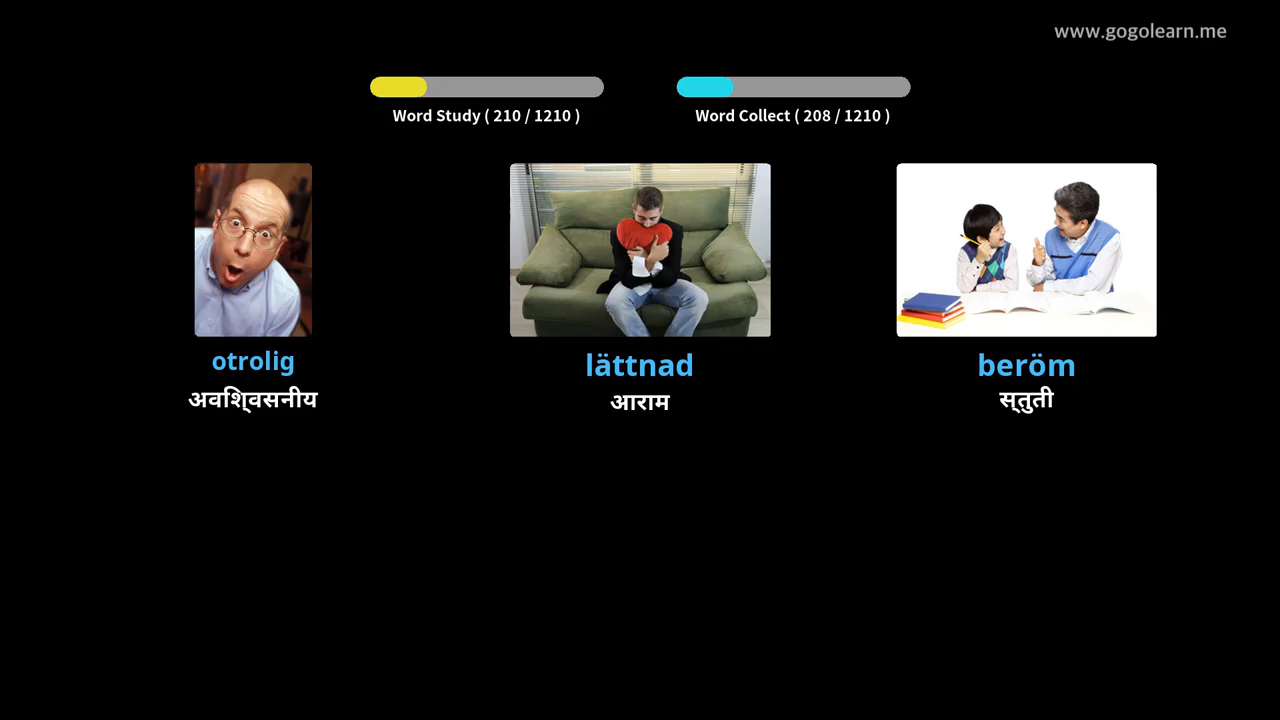 www.gogolearn.me
Word Study ( 210 / 1210 )
Word Collect ( 208 / 1210 )
otrolig
lättnad
beröm
अवश्विसनीय
आराम
स्तुती